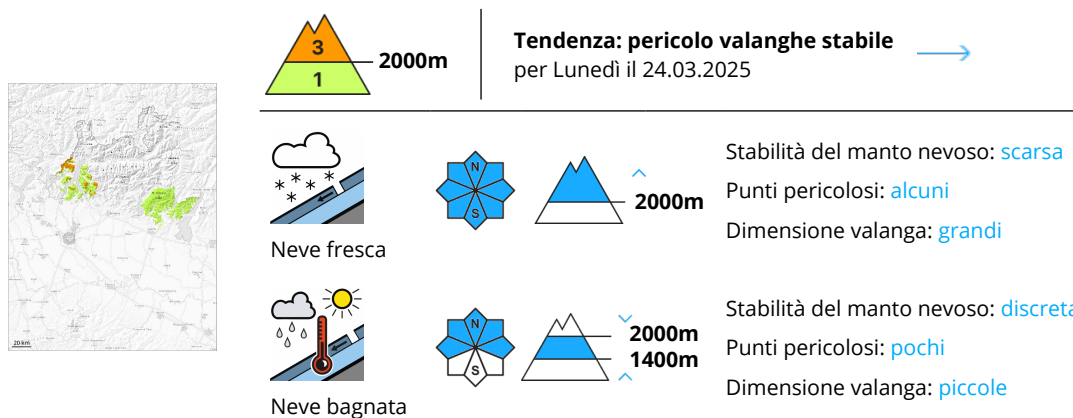 3
1
2000m
Tendenza: pericolo valanghe stabile
per Lunedì il 24.03.2025
20 km
Neve fresca
N
S
2000m
Stabilità del manto nevoso: scarsa
Punti pericolosi: alcuni
Dimensione valanga: grandi
Neve bagnata
N
S
2000m
1400m
Stabilità del manto nevoso: discreta
Punti pericolosi: pochi
Dimensione valanga: piccole